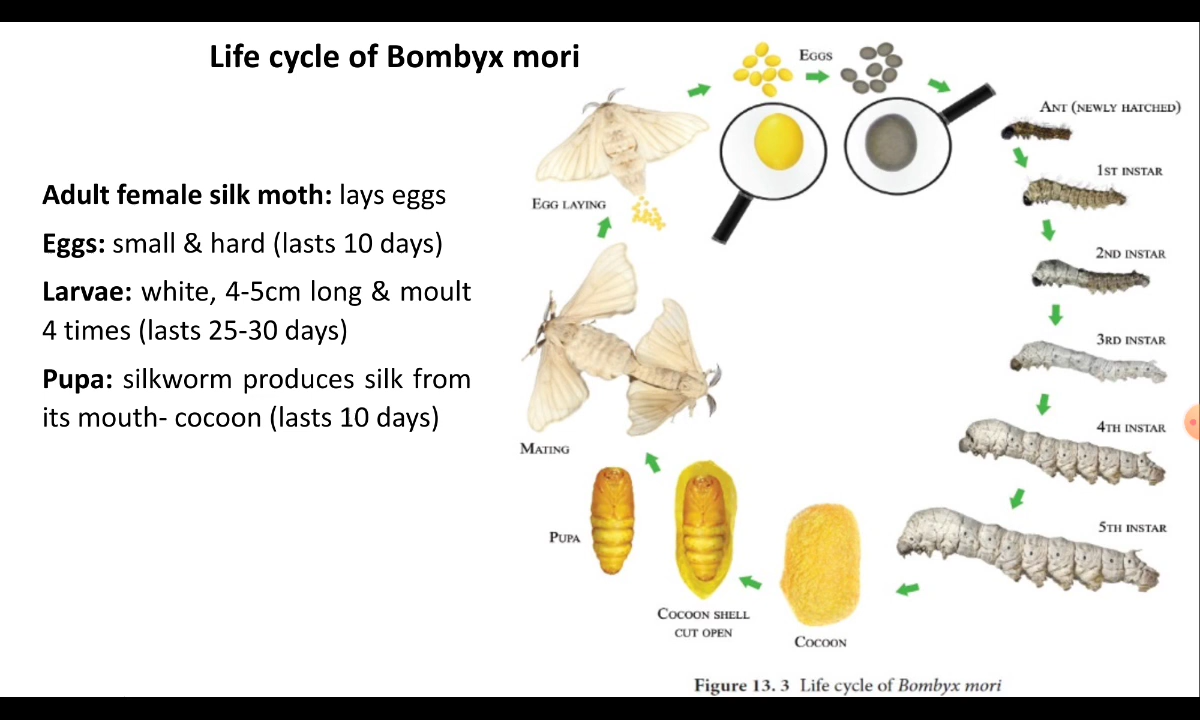 Life cycle of Bombyx mori
Adult female silk moth: lays eggs
Eggs: small & hard (lasts 10 days)
Larvae: white, 4-5cm long & moult
4 times (lasts 25-30 days)
Pupa: silkworm produces silk from
its mouth- cocoon (lasts 10 days)
EGGS
ANT (NEWLY HATCHED)
1ST INSTAR
2ND INSTAR
3RD INSTAR
4TH INSTAR
5TH INSTAR
COCOON
COCOON SHELL
CUT OPEN
PUPA
MATING
EGG LAYING
Figure 13. 3 Life cycle of Bombyx mori